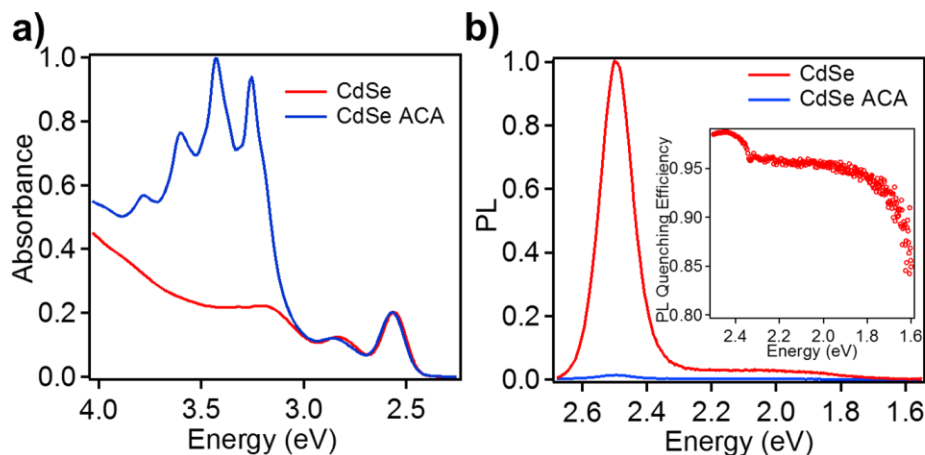 a)
Absorbance
1.0
0.8
0.6
0.4
0.2
0.0
CdSe
CdSe ACA
4.0 3.5 3.0 2.5
Energy (eV)
b)
PL
1.0
0.8
0.6
0.4
0.2
0.0
CdSe
CdSe ACA
PL Quenching Efficiency
0.95
0.90
0.85
0.80
2.4 2.2 2.0 1.8 1.6
Energy (eV)
2.6 2.4 2.2 2.0 1.8 1.6
Energy (eV)